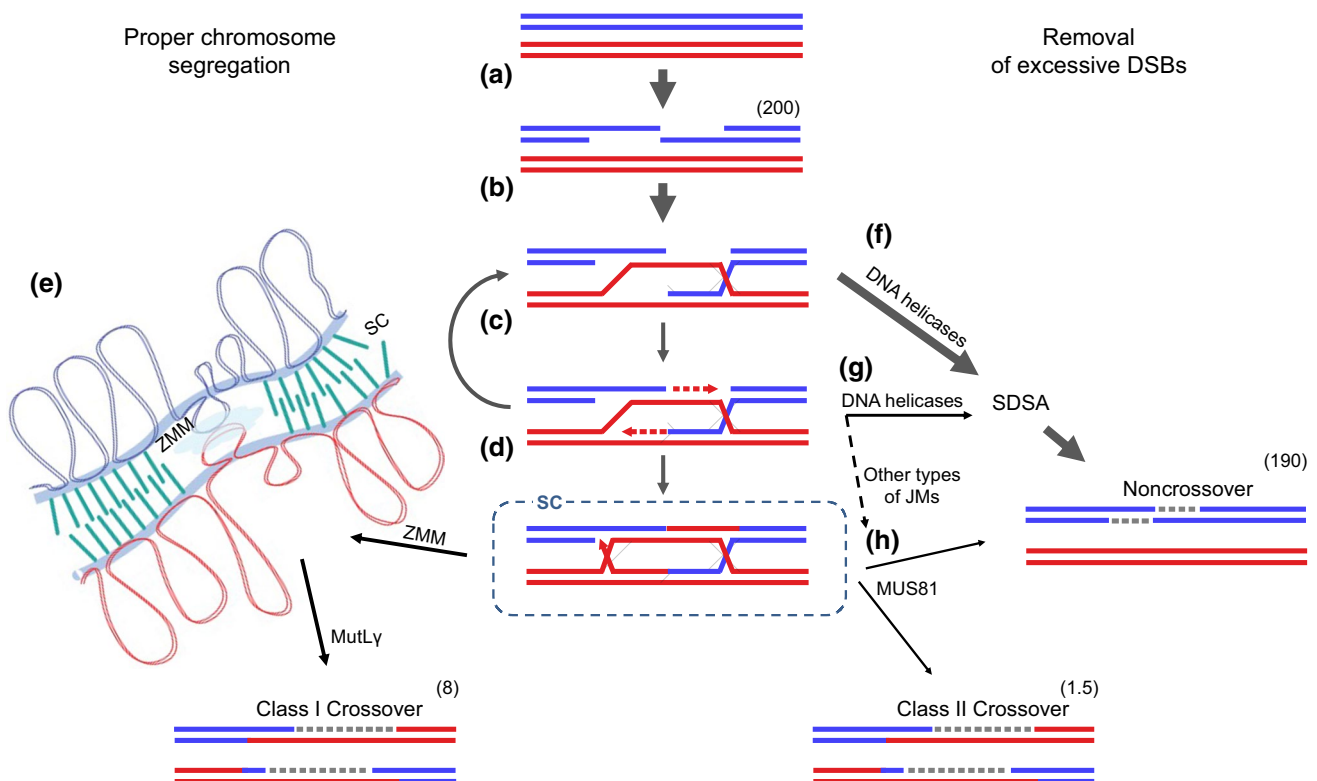 Proper chromosome
segregation
Removal
of excessive DSBs
(a)
(200)
(b)
(f)
DNA helicases
(e)
SC
ZMM
(c)
(g)
DNA helicases
SDSA
(d)
Other types
of JMs
(190)
Noncrossover
SC
(h)
ZMM
MUS81
MutLγ
(8)
Class I Crossover
(1.5)
Class II Crossover